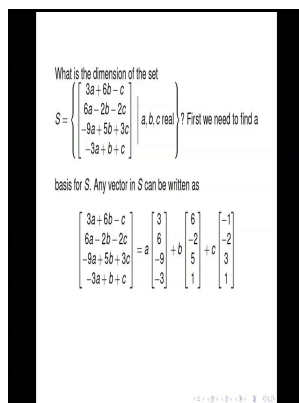 What is the dimension of the set
S = { [ 3a + 6b − c
6a − 2b − 2c
−9a + 5b + 3c
−3a + b + c ] | a, b, c real } ? First we need to find a
basis for S. Any vector in S can be written as
[ 3a + 6b − c
6a − 2b − 2c
−9a + 5b + 3c
−3a + b + c ] = a [ 3
6
−9
−3 ] + b [ 6
−2
5
1 ] + c [ −1
−2
3
1 ]